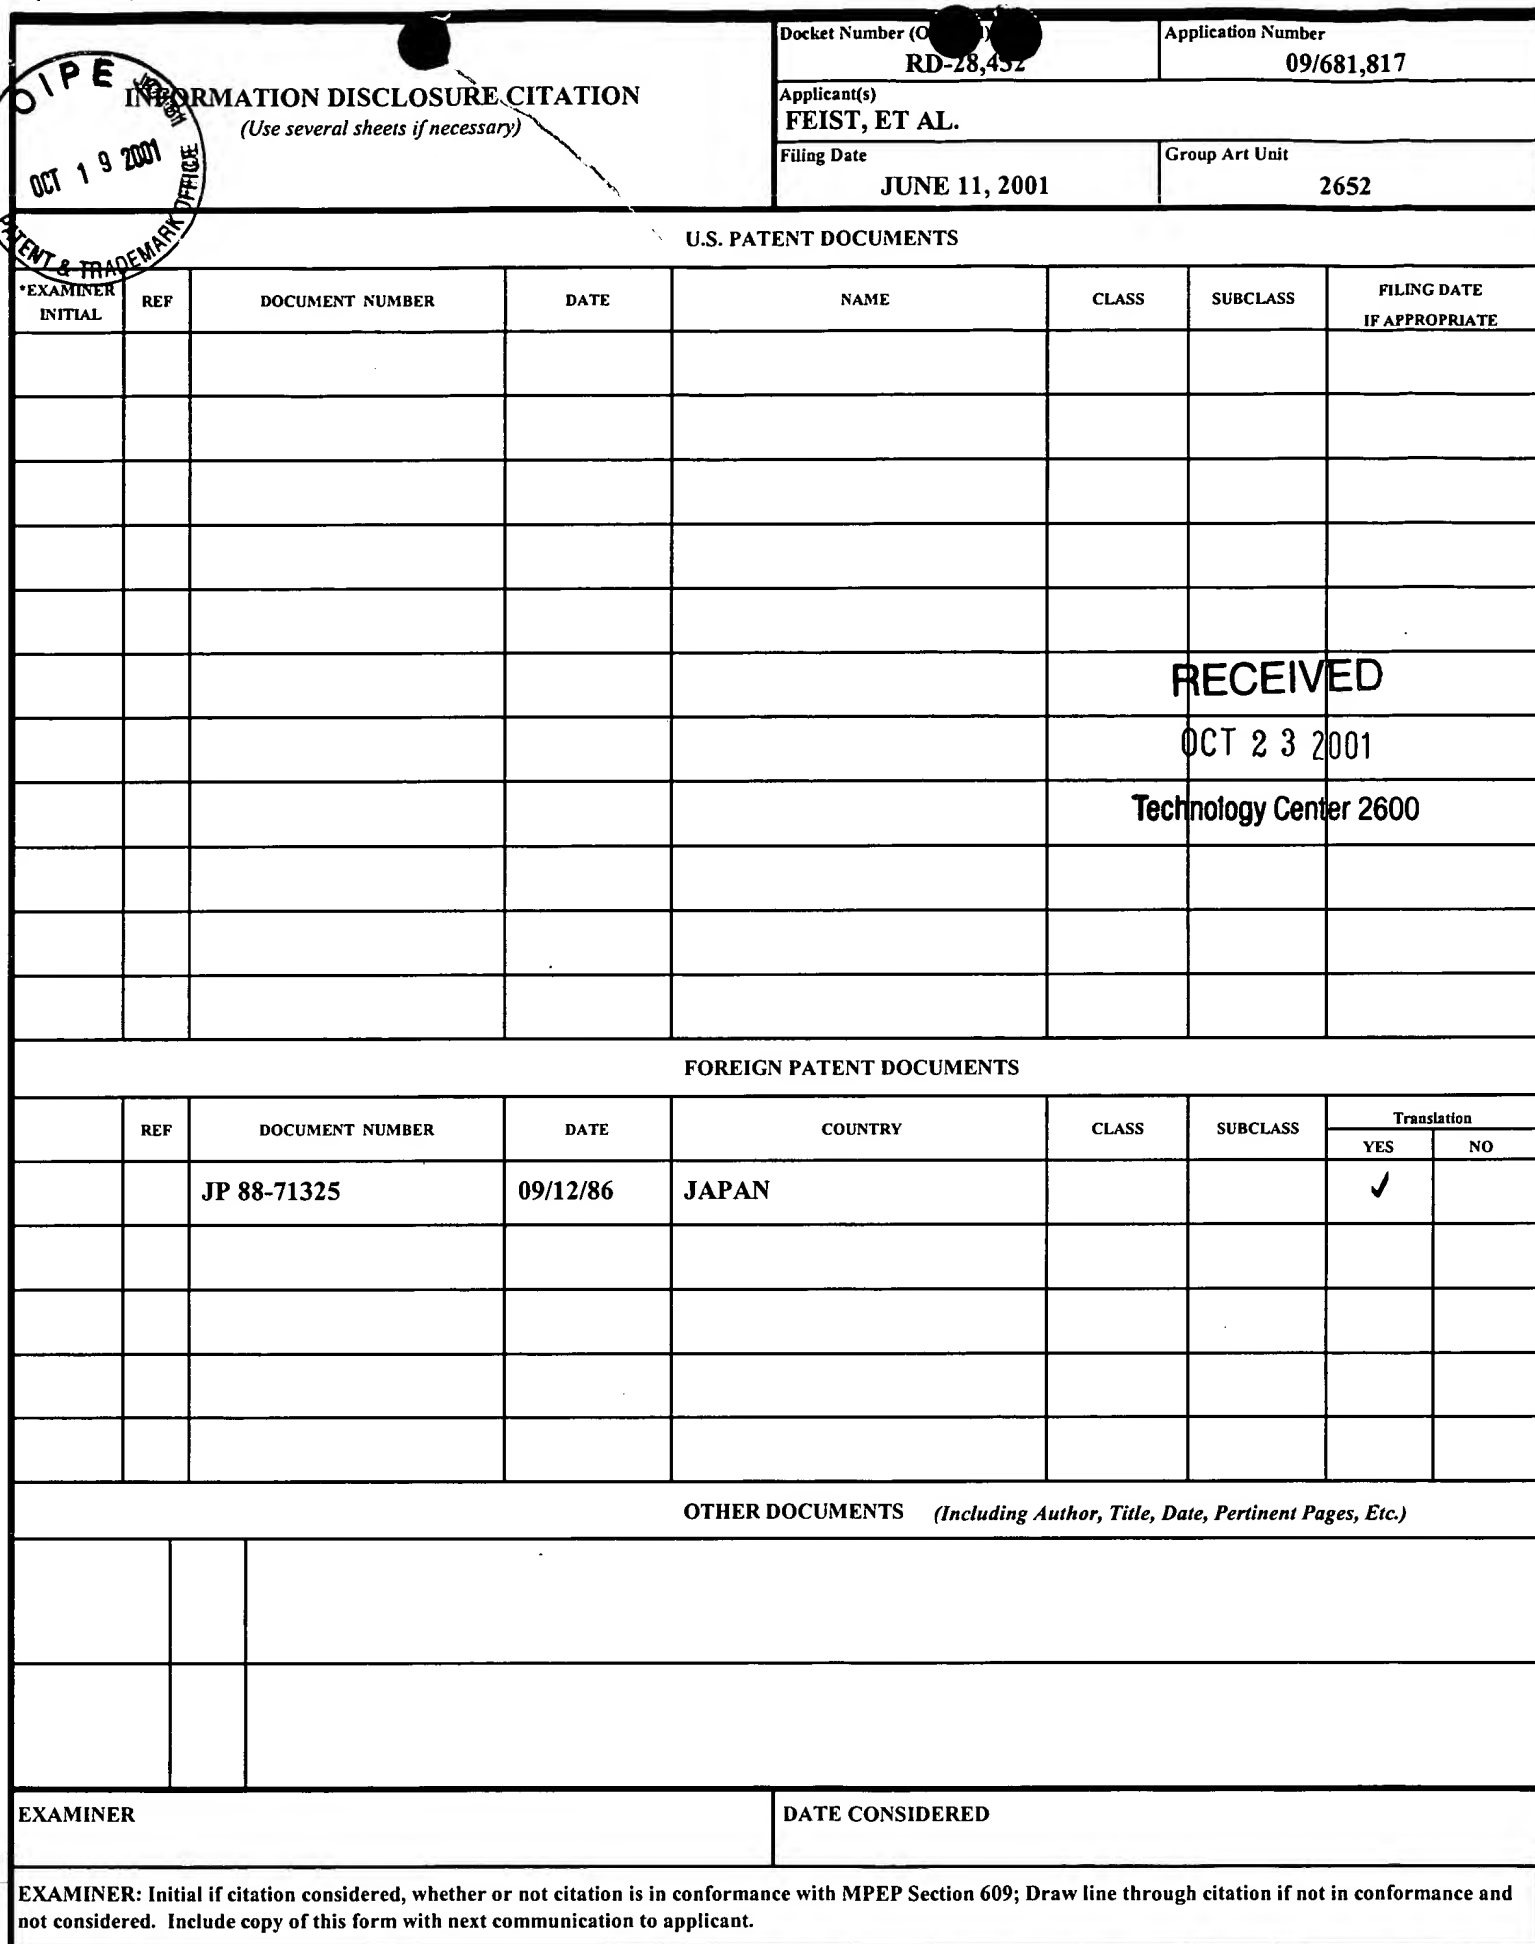 OIPE
OCT 19 2001
PATENT & TRADEMARK OFFICE
INFORMATION DISCLOSURE CITATION
(Use several sheets if necessary)
Docket Number
RD-28,452
Application Number
09/681,817
Applicant(s)
FEIST, ET AL.
Filing Date
JUNE 11, 2001
Group Art Unit
2652
U.S. PATENT DOCUMENTS
*EXAMINER INITIAL REF DOCUMENT NUMBER DATE NAME CLASS SUBCLASS FILING DATE IF APPROPRIATE
RECEIVED
OCT 23 2001
Technology Center 2600
FOREIGN PATENT DOCUMENTS
REF DOCUMENT NUMBER DATE COUNTRY CLASS SUBCLASS Translation
YES NO
JP 88-71325 09/12/86 JAPAN ✓
OTHER DOCUMENTS (Including Author, Title, Date, Pertinent Pages, Etc.)
EXAMINER
DATE CONSIDERED
EXAMINER: Initial if citation considered, whether or not citation is in conformance with MPEP Section 609; Draw line through citation if not in conformance and
not considered. Include copy of this form with next communication to applicant.